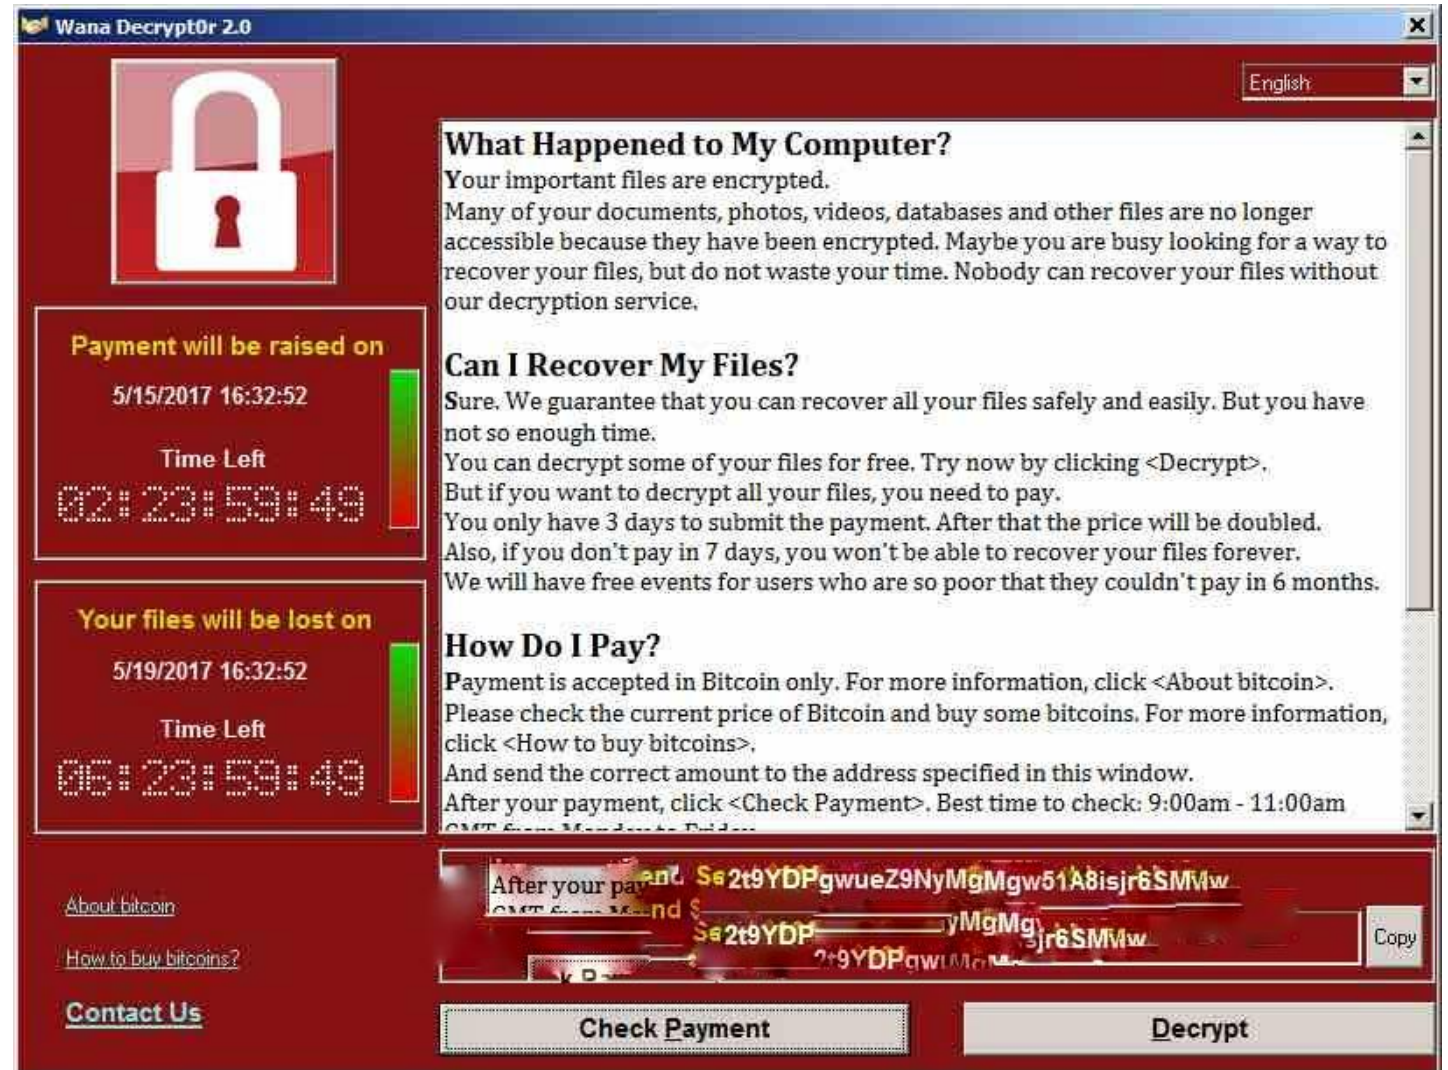 Wana Decrypt0r 2.0
English
What Happened to My Computer?
Your important files are encrypted.
Many of your documents, photos, videos, databases and other files are no longer
accessible because they have been encrypted. Maybe you are busy looking for a way to
recover your files, but do not waste your time. Nobody can recover your files without
our decryption service.
Can I Recover My Files?
Sure. We guarantee that you can recover all your files safely and easily. But you have
not so enough time.
You can decrypt some of your files for free. Try now by clicking <Decrypt>.
But if you want to decrypt all your files, you need to pay.
You only have 3 days to submit the payment. After that the price will be doubled.
Also, if you don't pay in 7 days, you won't be able to recover your files forever.
We will have free events for users who are so poor that they couldn't pay in 6 months.
How Do I Pay?
Payment is accepted in Bitcoin only. For more information, click <About bitcoin>.
Please check the current price of Bitcoin and buy some bitcoins. For more information,
click <How to buy bitcoins>.
And send the correct amount to the address specified in this window.
After your payment, click <Check Payment>. Best time to check: 9:00am - 11:00am
GMT from Monday to Friday.
Payment will be raised on
5/15/2017 16:32:52
Time Left
02:23:59:49
Your files will be lost on
5/19/2017 16:32:52
Time Left
06:23:59:49
About bitcoin
How to buy bitcoins?
Contact Us
After your
Copy
Check Payment
Decrypt